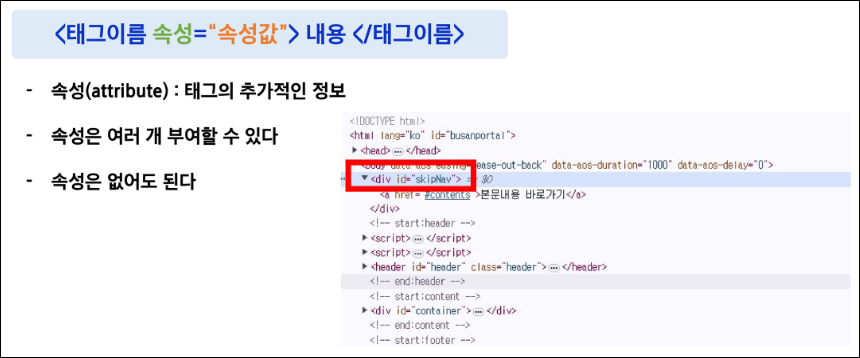 <태그이름 속성=“속성값”> 내용 </태그이름>
- 속성(attribute) : 태그의 추가적인 정보
- 속성은 여러 개 부여할 수 있다
- 속성은 없어도 된다
<!DOCTYPE html>
<html lang="ko" id="busanportal">
▶<head>…</head>
data-aos-easing="ease-out-back" data-aos-duration="1000" data-aos-delay="0">
▼<div id="skipNav"> == $0
<a href="#contents">본문내용 바로가기</a>
</div>
<!-- start:header -->
▶<script>…</script>
▶<script>…</script>
▶<header id="header" class="header">…</header>
<!-- end:header -->
<!-- start:content -->
▶<div id="container">…</div>
<!-- end:content -->
<!-- start:footer -->